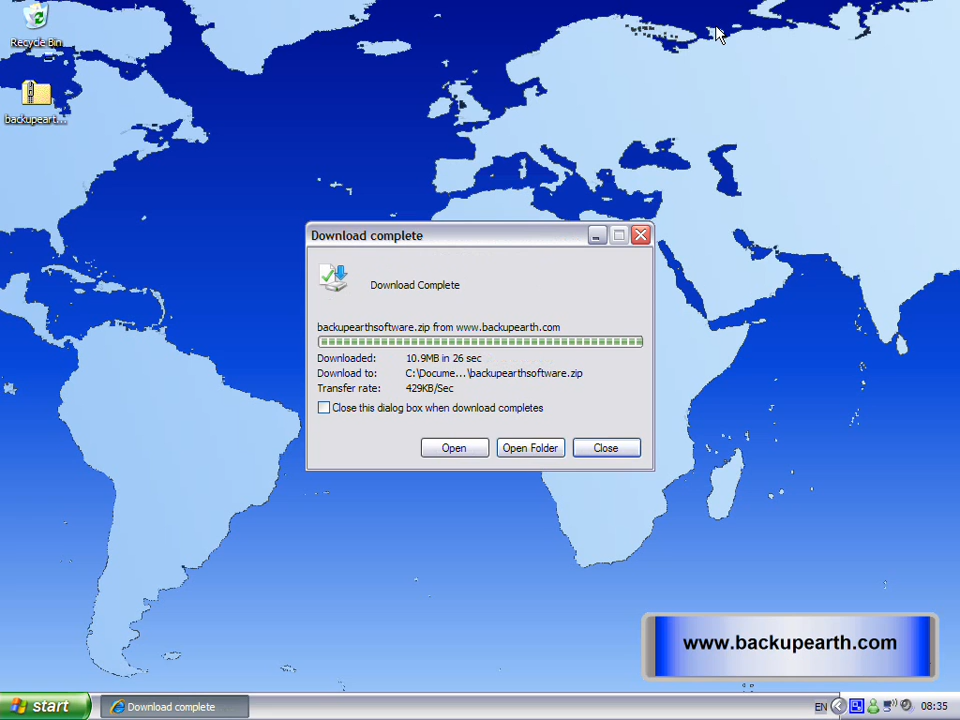 Recycle Bin
backupeart...
Download complete
Download Complete
backupearthsoftware.zip from www.backupearth.com
Downloaded: 10.9MB in 26 sec
Download to: C:\Docume...\backupearthsoftware.zip
Transfer rate: 429KB/Sec
Close this dialog box when download completes
Open Open Folder Close
www.backupearth.com
start Download complete EN 08:35